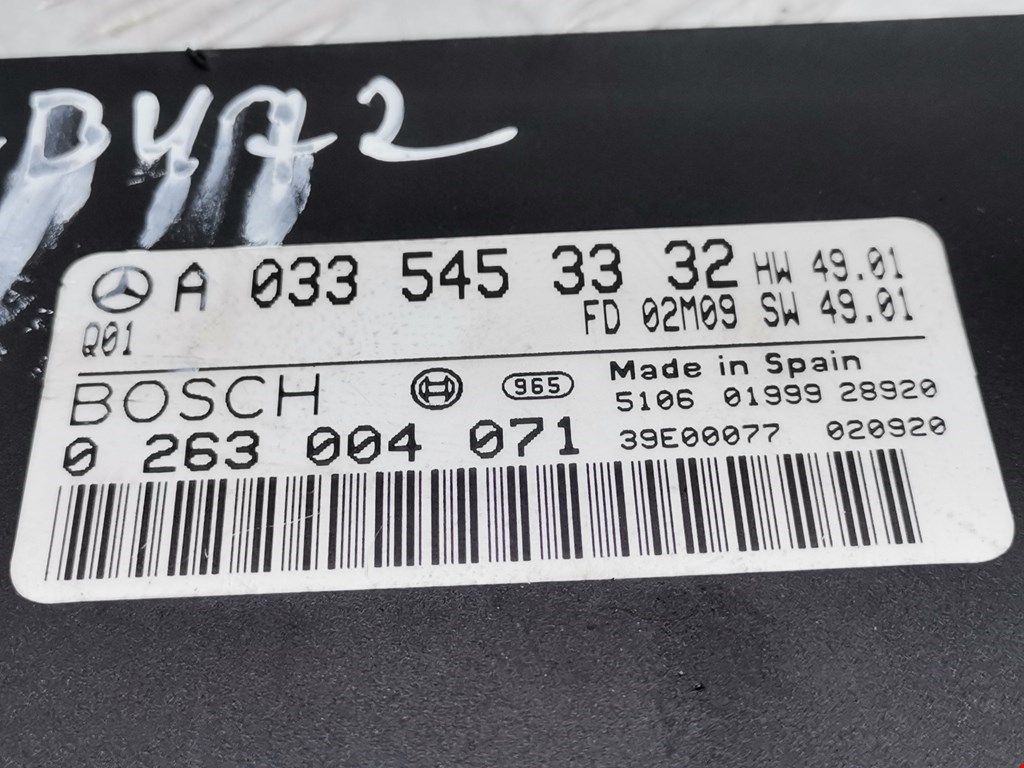 DY72
A 033 545 33 32 HW 49.01
Q01 FD 02M09 SW 49.01
BOSCH 965 Made in Spain
5106 01999 28920
0 263 004 071 39E00077 020920